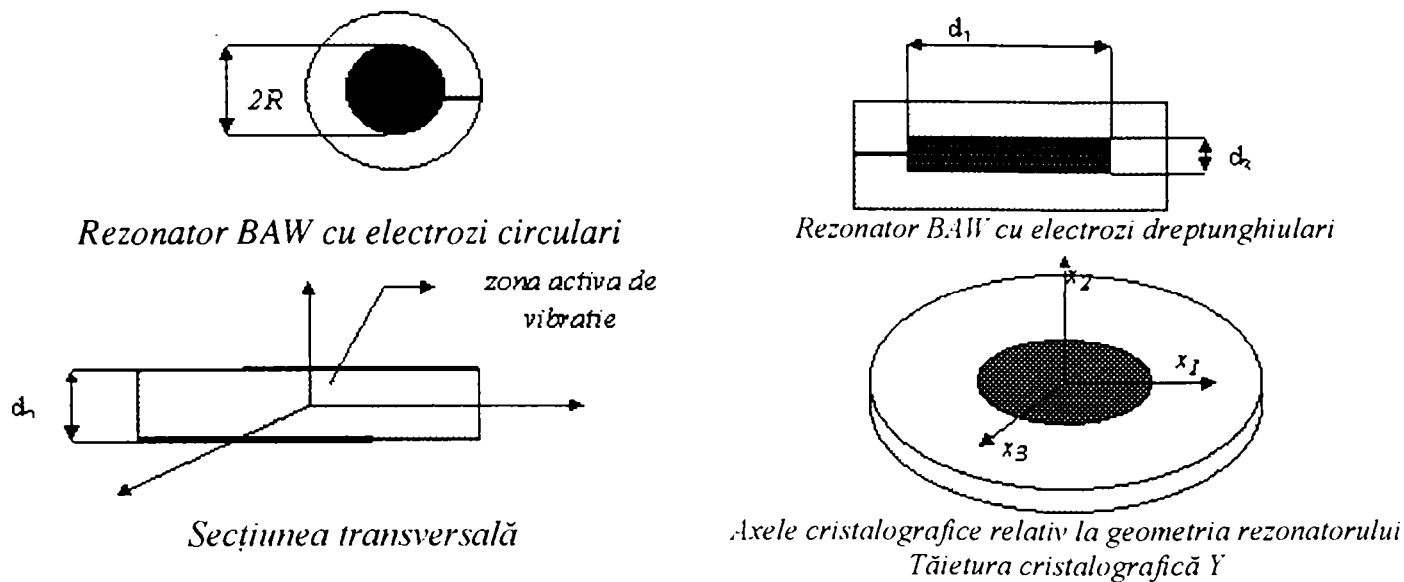 2R
d₁
d₃
Rezonator BAW cu electrozi circulari
Rezonator BAW cu electrozi dreptunghiulari
zona activa de
vibratie
d₂
x₂
x₁
x₃
Secțiunea transversală
Axele cristalografice relativ la geometria rezonatorului
Tăietura cristalografică Y